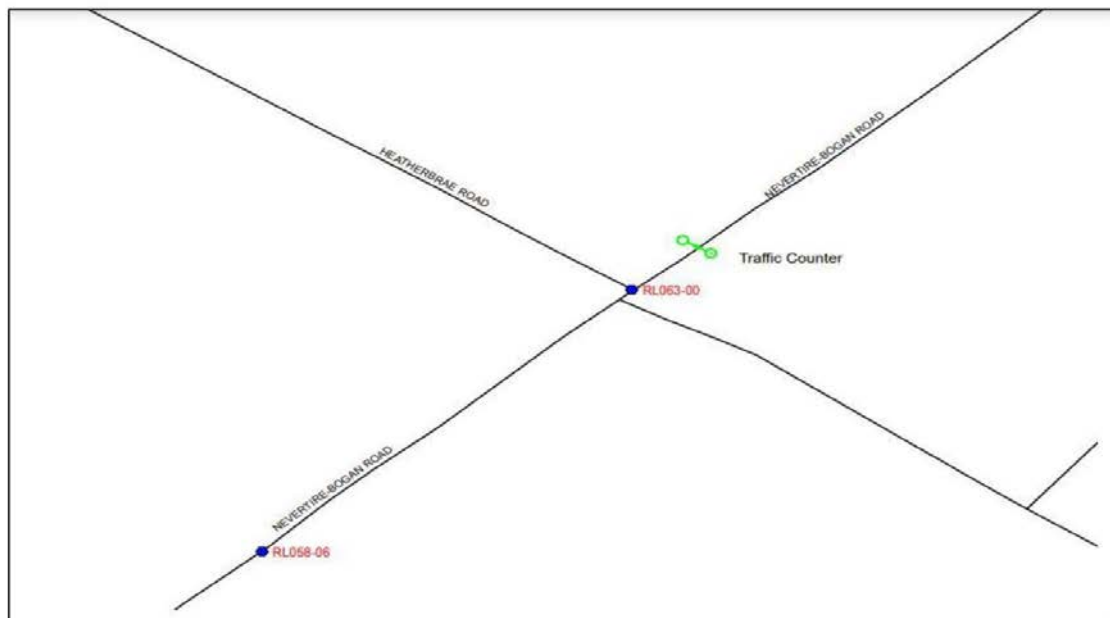 HEATHERBRAE ROAD
NEVERTIRE-BOGAN ROAD
Traffic Counter
RL063-00
NEVERTIRE-BOGAN ROAD
RL058-06